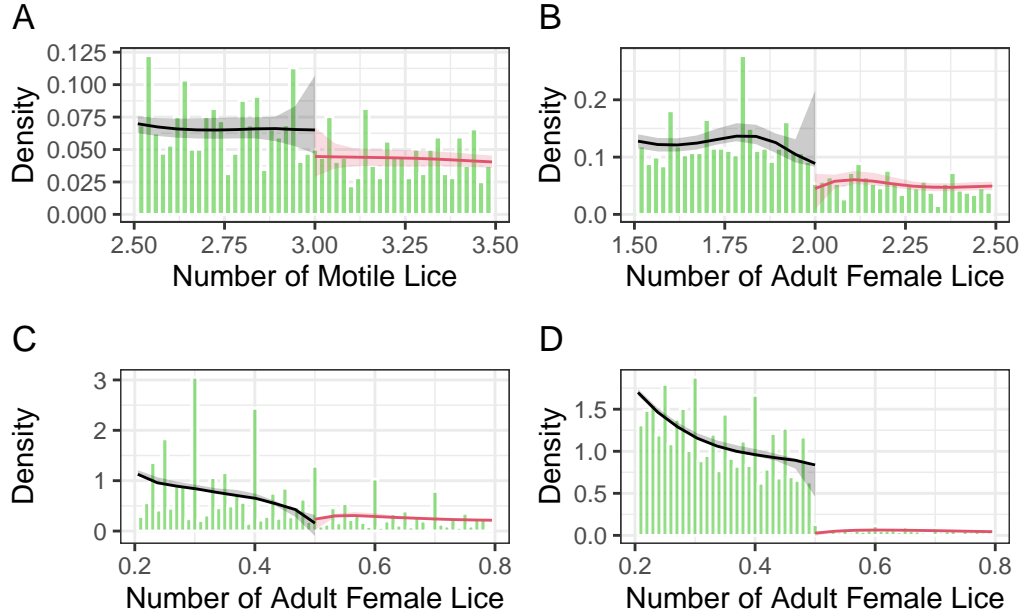 A
Density
0.125
0.100
0.075
0.050
0.025
0.000
2.50 2.75 3.00 3.25 3.50
Number of Motile Lice
B
Density
0.2
0.1
0.0
1.50 1.75 2.00 2.25 2.50
Number of Adult Female Lice
C
Density
3
2
1
0
0.2 0.4 0.6 0.8
Number of Adult Female Lice
D
Density
1.5
1.0
0.5
0.0
0.2 0.4 0.6 0.8
Number of Adult Female Lice